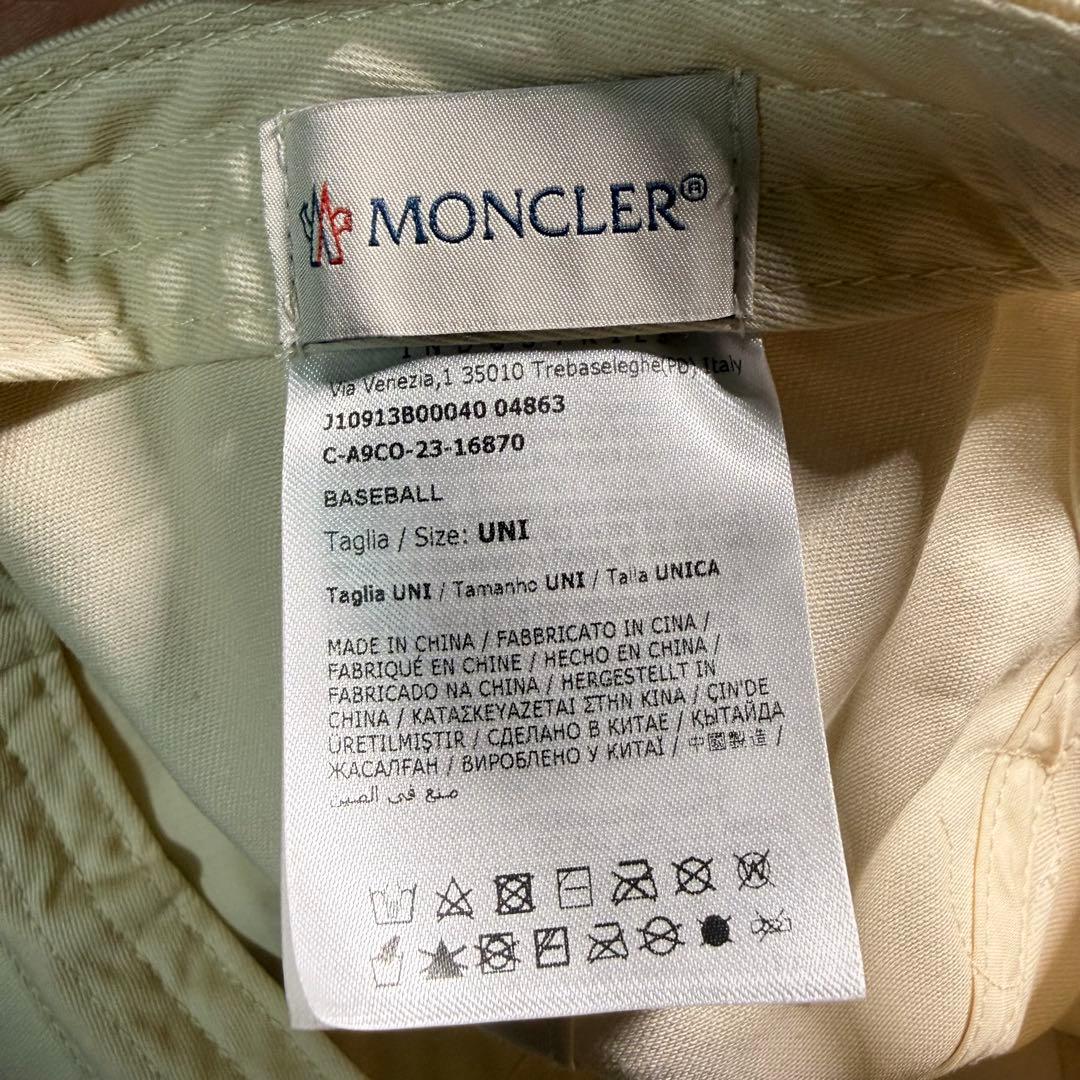 MONCLER®
INDUSTRIES
Via Venezia,1 35010 Trebaseleghe(PD) Italy
J10913B00040 04863
C-A9CO-23-16870
BASEBALL
Taglia / Size: UNI
Taglia UNI / Tamanho UNI / Talla UNICA
MADE IN CHINA / FABBRICATO IN CINA /
FABRIQUÉ EN CHINE / HECHO EN CHINA /
FABRICADO NA CHINA / HERGESTELLT IN
CHINA / ΚΑΤΑΣΚΕΥΑΖΕΤΑΙ ΣΤΗΝ ΚΙΝΑ / ÇIN'DE
ÜRETILMIŞTIR / СДЕЛАНО В КИТАЕ / ҚЫТАЙДА
ЖАСАЛҒАН / ВИРОБЛЕНО У КИТАЇ / 中國製造 /
صنع في الصين